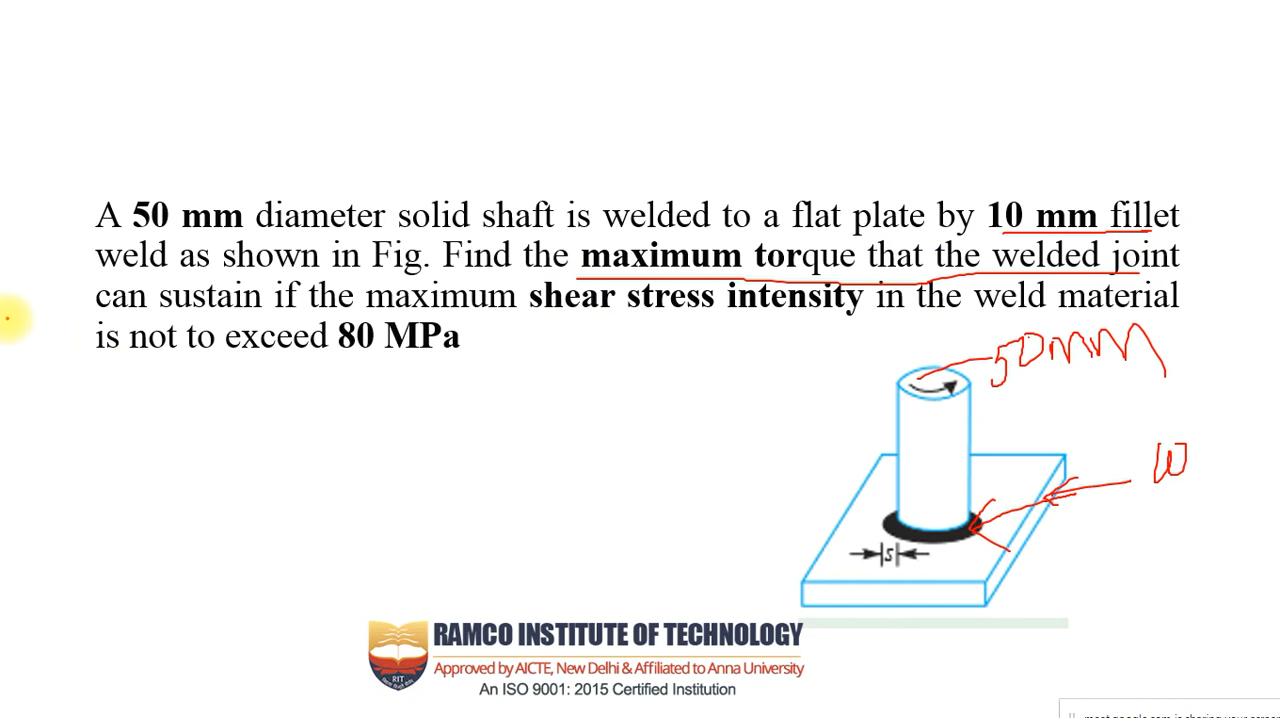 A 50 mm diameter solid shaft is welded to a flat plate by 10 mm fillet
weld as shown in Fig. Find the maximum torque that the welded joint
can sustain if the maximum shear stress intensity in the weld material
is not to exceed 80 MPa
50mm
10
s
RAMCO INSTITUTE OF TECHNOLOGY
Approved by AICTE, New Delhi & Affiliated to Anna University
RIT
An ISO 9001: 2015 Certified Institution